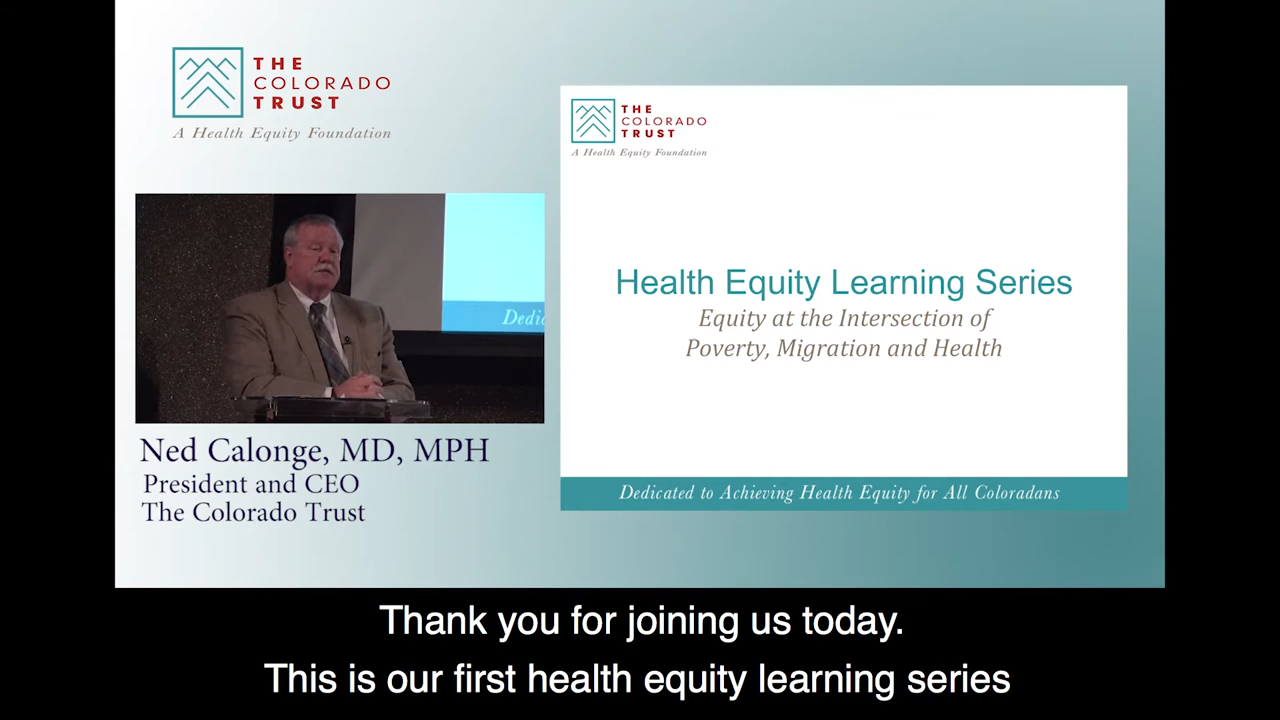 THE
COLORADO
TRUST
A Health Equity Foundation
THE
COLORADO
TRUST
A Health Equity Foundation
Health Equity Learning Series
Equity at the Intersection of
Poverty, Migration and Health
Dedicated to Achieving Health Equity for All Coloradans
Dedic
Ned Calonge, MD, MPH
President and CEO
The Colorado Trust
Thank you for joining us today.
This is our first health equity learning series